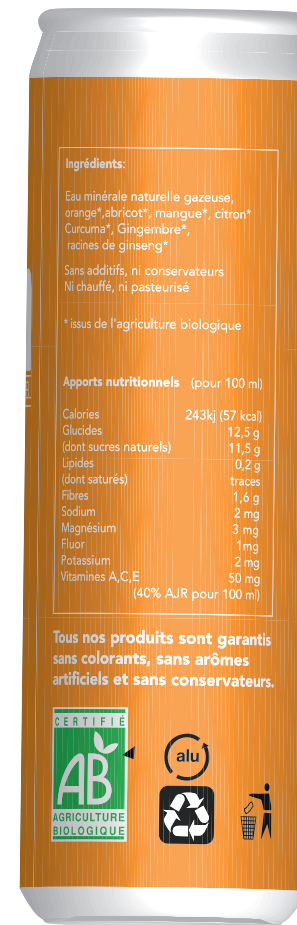 Ingrédients:
Eau minérale naturelle gazeuse,
orange*,abricot*, mangue*, citron*
Curcuma*, Gingembre*,
racines de ginseng*
Sans additifs, ni conservateurs
Ni chauffé, ni pasteurisé
*issus de l'agriculture biologique
Apports nutritionnels (pour 100 ml)
Calories 243kj (57 kcal)
Glucides 12,5 g
(dont sucres naturels) 11,5 g
Lipides 0,2 g
(dont saturés) traces
Fibres 1,6 g
Sodium 2 mg
Magnésium 3 mg
Fluor 1mg
Potassium 2 mg
Vitamines A,C,E 50 mg
(40% AJR pour 100 ml)
Tous nos produits sont garantis
sans colorants, sans arômes
artificiels et sans conservateurs.
CERTIFIÉ
AB
AGRICULTURE
BIOLOGIQUE
alu